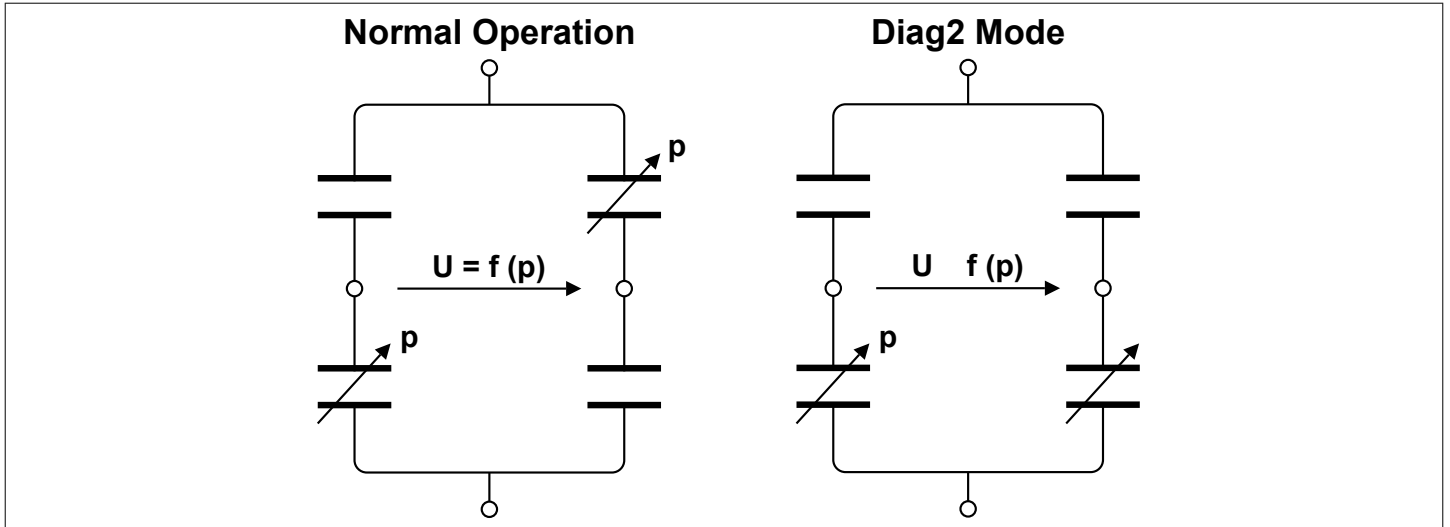 Normal Operation
Diag2 Mode
p
U = f (p)
U f (p)
p
p